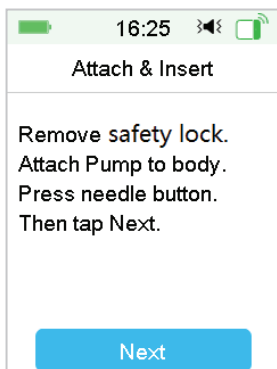 16:25
Attach & Insert
Remove safety lock.
Attach Pump to body.
Press needle button.
Then tap Next.
Next